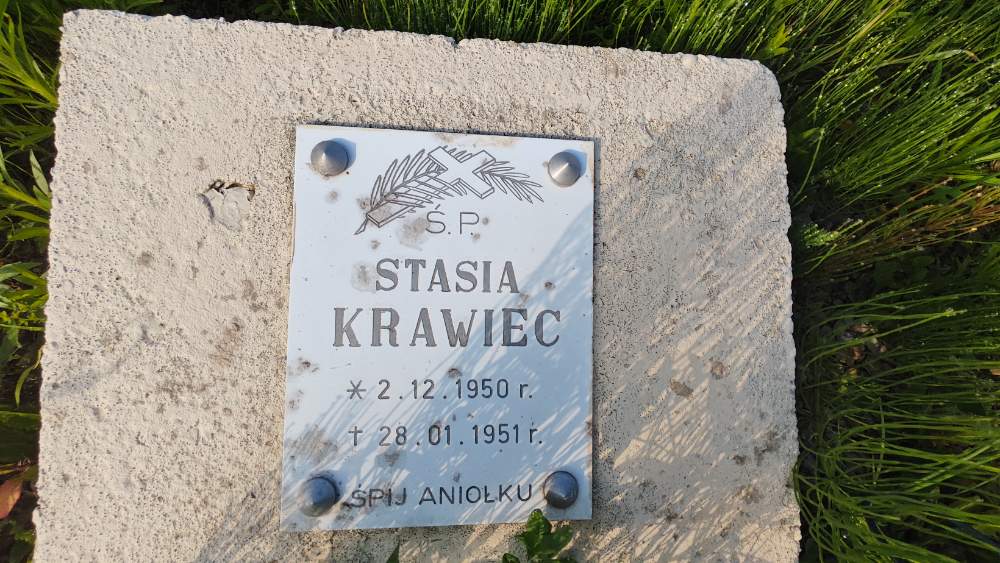 Ś.P.
STASIA
KRAWIEC
* 2.12.1950 r.
† 28.01.1951 r.
ŚPIJ ANIOŁKU